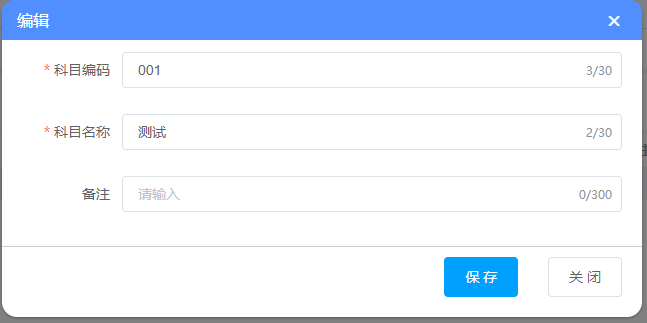 编辑
* 科目编码 001 3/30
* 科目名称 测试 2/30
备注 请输入 0/300
保存 关闭